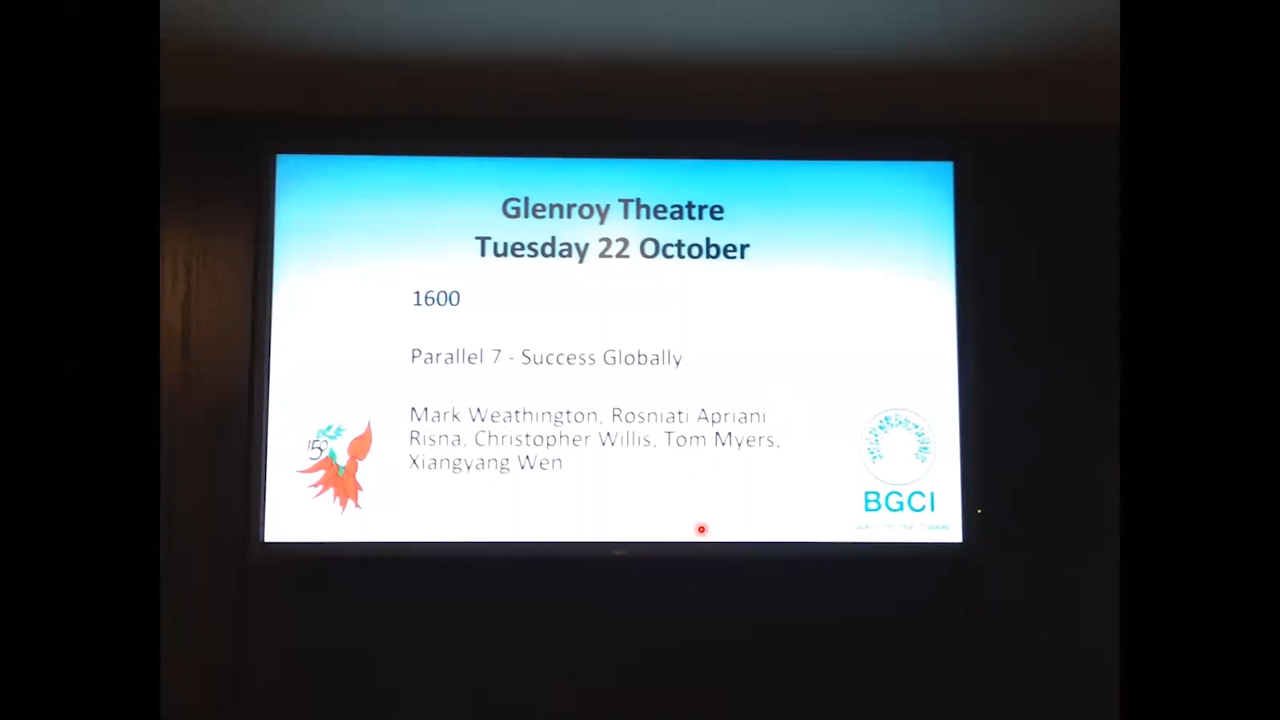 Glenroy Theatre
Tuesday 22 October
1600
Parallel 7 - Success Globally
Mark Weathington, Rosniati Apriani
Risna, Christopher Willis, Tom Myers,
Xiangyang Wen
150
BGCI